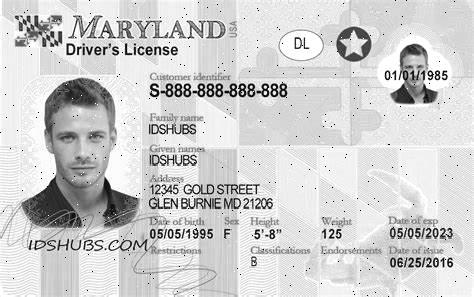 MARYLAND
USA
Driver's License
DL
01/01/1985
Customer identifier
S-888-888-888-888
Family name
IDSHUBS
Given names
IDSHUBS
Address
12345 GOLD STREET
GLEN BURNIE MD 21206
Date of birth Sex Height Weight Date of exp
05/05/1995 F 5'-8" 125 05/05/2023
Restrictions Classifications Endorsements Date of issue
B 06/25/2016
IDSHUBS.COM